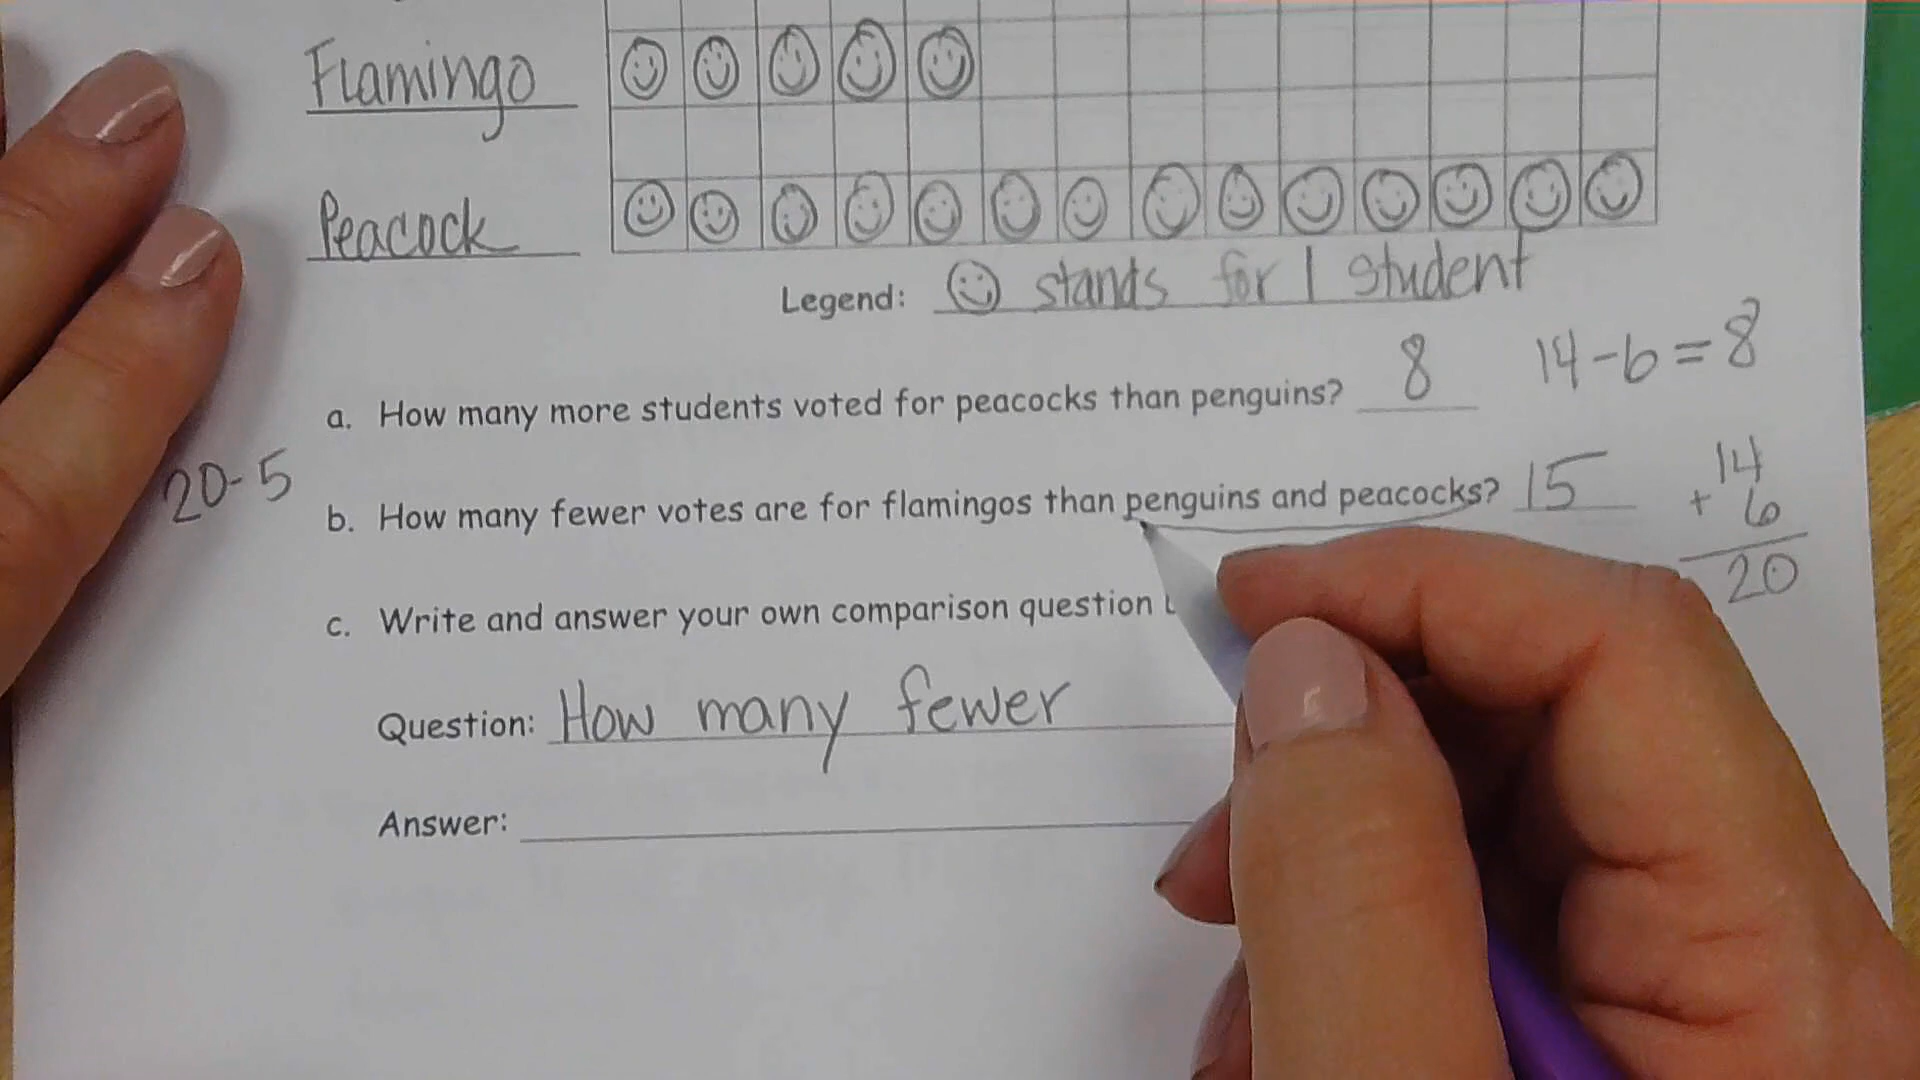 Flamingo
Peacock
Legend: stands for 1 student
a. How many more students voted for peacocks than penguins? 8 14-6=8
20-5
b. How many fewer votes are for flamingos than penguins and peacocks? 15
14
+ 6
20
c. Write and answer your own comparison question
Question: How many fewer
Answer: